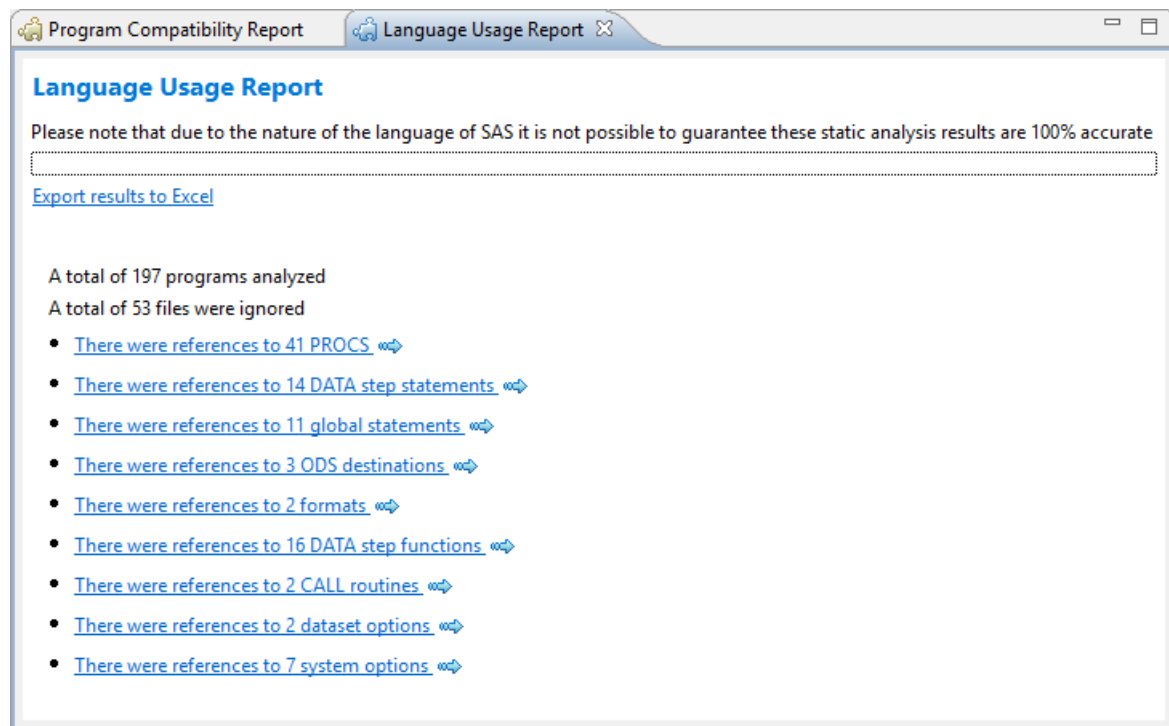 Program Compatibility Report
Language Usage Report
Language Usage Report
Please note that due to the nature of the language of SAS it is not possible to guarantee these static analysis results are 100% accurate
Export results to Excel
A total of 197 programs analyzed
A total of 53 files were ignored
There were references to 41 PROCS
There were references to 14 DATA step statements
There were references to 11 global statements
There were references to 3 ODS destinations
There were references to 2 formats
There were references to 16 DATA step functions
There were references to 2 CALL routines
There were references to 2 dataset options
There were references to 7 system options